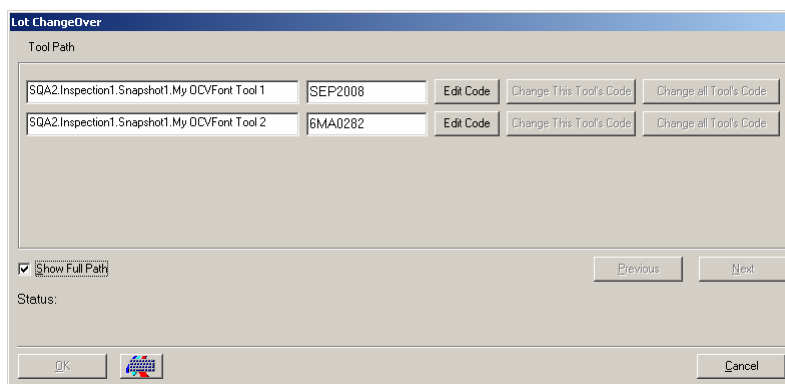 Lot ChangeOver
Tool Path
SQA2.Inspection1.Snapshot1.My OCVFont Tool 1 SEP2008 Edit Code Change This Tool's Code Change all Tool's Code
SQA2.Inspection1.Snapshot1.My OCVFont Tool 2 6MA0282 Edit Code Change This Tool's Code Change all Tool's Code
Show Full Path Previous Next
Status:
OK Cancel